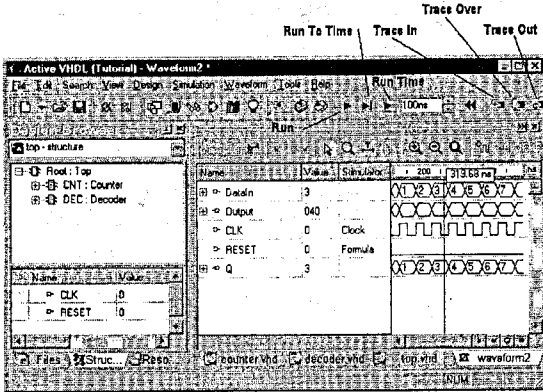 Trace Over
Run To Time Trace In Trace Out
Active VHDL (Tutorial) - Waveform2 *
File Edit Search View Design Simulation Waveform Tools Help
Run Time
100ns
Run
top - structure
Root : Top
CNT : Counter
DEC : Decoder
Name Value
CLK 0
RESET 0
Files Struc... Reso.
Name Value Stimulator 200 313.68 ns
DataIn 3 1 2 3 4 5 6 7
Output 040
CLK 0 Clock
RESET 0 Formula
Q 3 1 2 3 4 5 6 7
counter.vhd decoder.vhd top.vhd waveform2
NUM